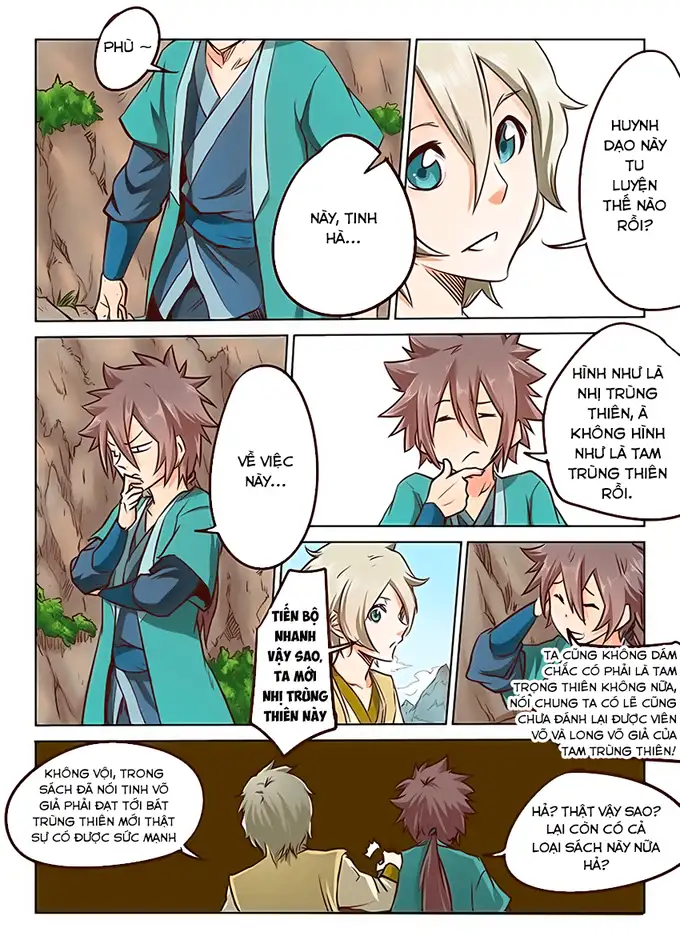 PHÙ ~
NÀY, TINH
HÀ...
HUYNH
DẠO NÀY
TU
LUYỆN
THẾ NÀO
RỒI?
VỀ VIỆC
NÀY...
HÌNH NHƯ LÀ
NHỊ TRÙNG
THIÊN, À
KHÔNG HÌNH
NHƯ LÀ TAM
TRÙNG THIÊN
RỒI.
TIẾN BỘ
NHANH
VẬY SAO,
TA MỚI
NHỊ TRÙNG
THIÊN NÀY
TA CŨNG KHÔNG DÁM
CHẮC CÓ PHẢI LÀ TAM
TRỌNG THIÊN KHÔNG NỮA,
NÓI CHUNG TA CÓ LẼ CŨNG
CHƯA ĐÁNH LẠI ĐƯỢC VIÊN
VÕ VÀ LONG VÕ GIẢ CỦA
TAM TRÙNG THIÊN!
KHÔNG VỘI, TRONG
SÁCH ĐÃ NÓI TINH VÕ
GIẢ PHẢI ĐẠT TỚI BÁT
TRÙNG THIÊN MỚI THẬT
SỰ CÓ ĐƯỢC SỨC MẠNH
HẢ? THẬT VẬY SAO?
LẠI CÒN CÓ CẢ
LOẠI SÁCH NÀY NỮA
HẢ?